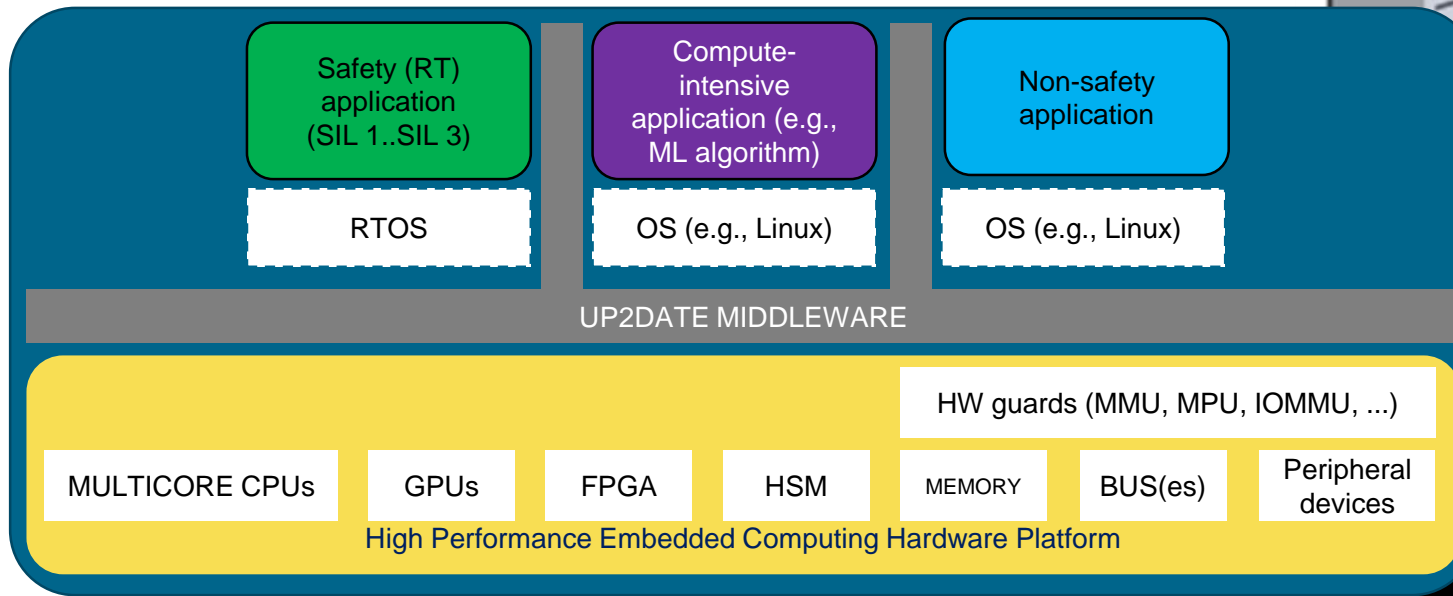 Safety (RT)
application
(SIL 1..SIL 3)
Compute-
intensive
application (e.g.,
ML algorithm)
Non-safety
application
RTOS
OS (e.g., Linux)
OS (e.g., Linux)
UP2DATE MIDDLEWARE
HW guards (MMU, MPU, IOMMU, ...)
MULTICORE CPUs
GPUs
FPGA
HSM
MEMORY
BUS(es)
Peripheral
devices
High Performance Embedded Computing Hardware Platform